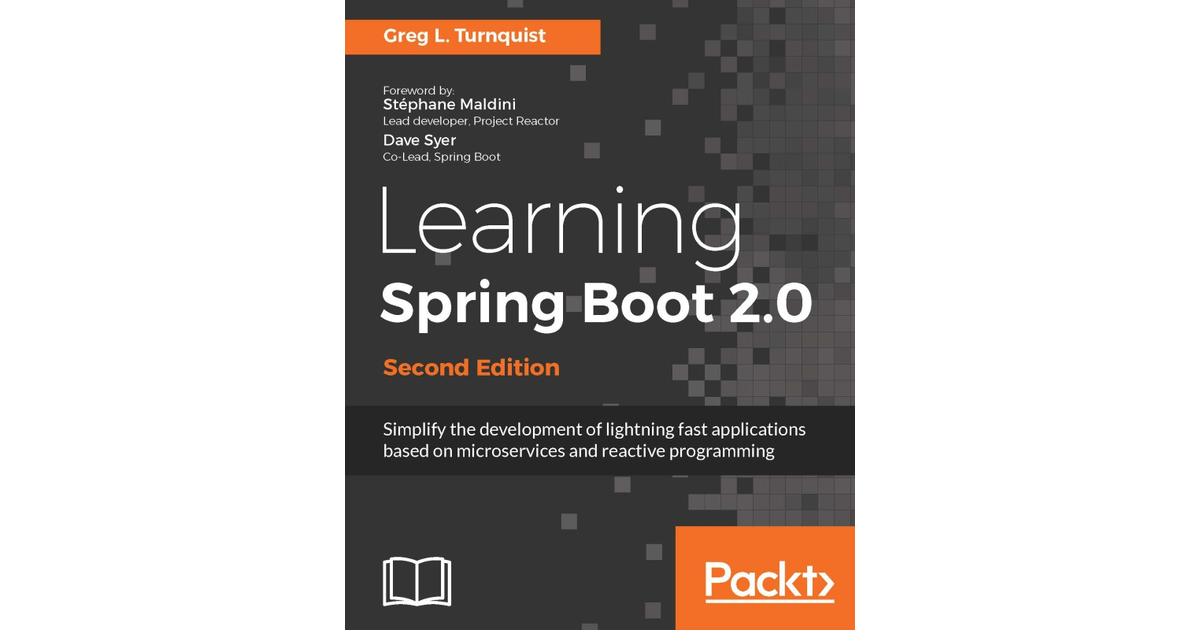 Greg L. Turnquist
Foreword by:
Stéphane Maldini
Lead developer, Project Reactor
Dave Syer
Co-Lead, Spring Boot
Learning
Spring Boot 2.0
Second Edition
Simplify the development of lightning fast applications
based on microservices and reactive programming
Packt>